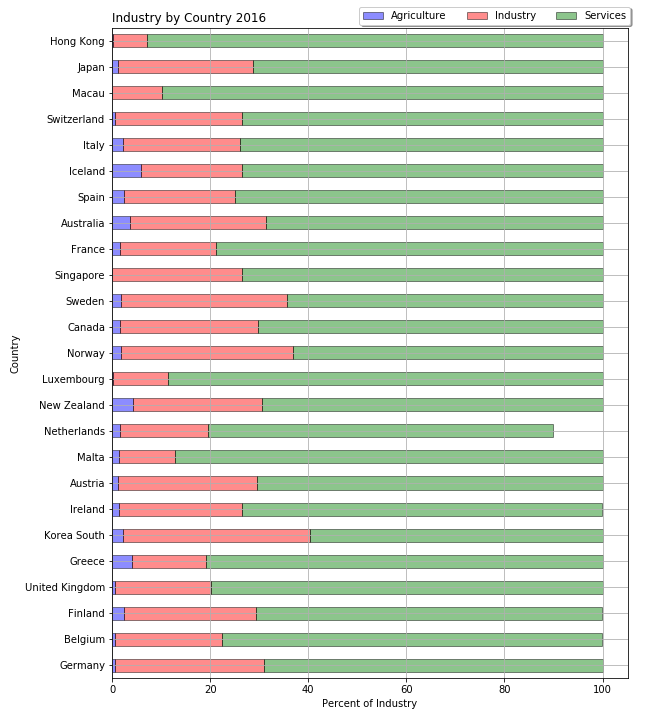 Industry by Country 2016
Agriculture Industry Services
Hong Kong
Japan
Macau
Switzerland
Italy
Iceland
Spain
Australia
France
Singapore
Sweden
Canada
Norway
Luxembourg
New Zealand
Netherlands
Malta
Austria
Ireland
Korea South
Greece
United Kingdom
Finland
Belgium
Germany
Country
0 20 40 60 80 100
Percent of Industry